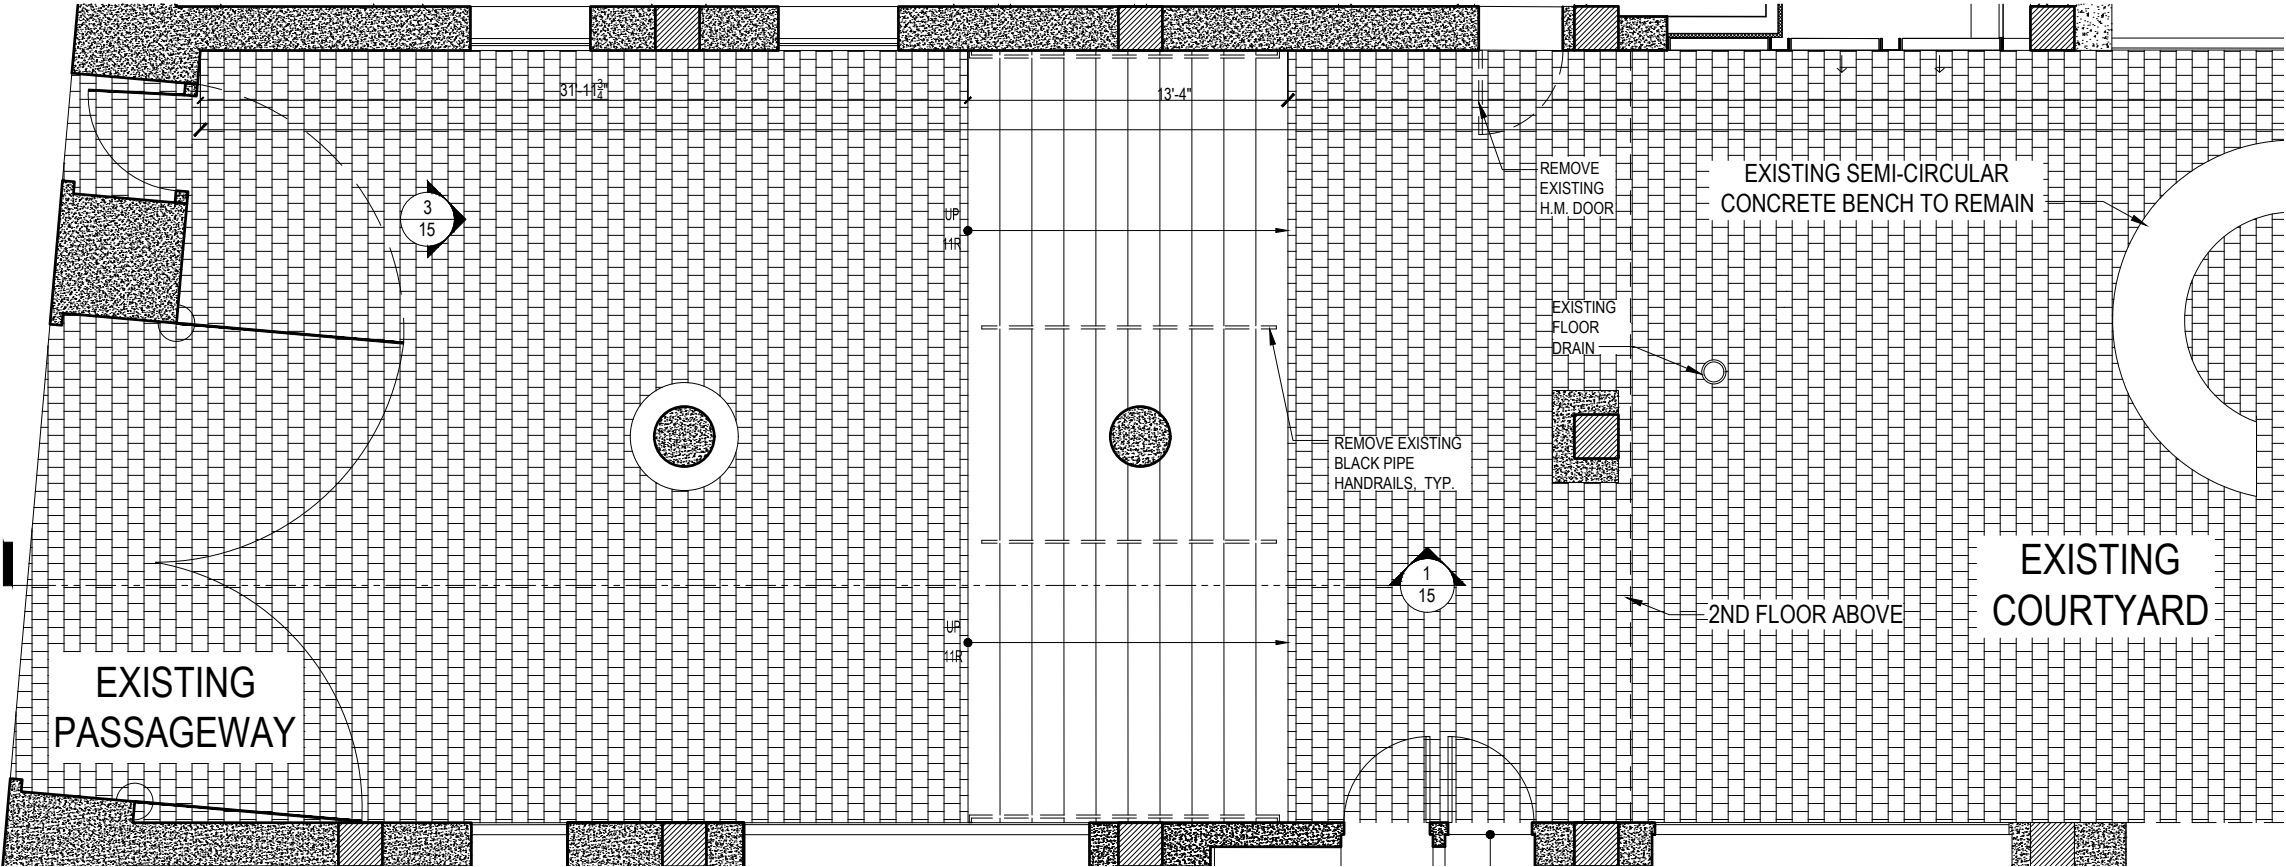 31'-11 3/4"
13'-4"
3
15
UP
11R
REMOVE
EXISTING
H.M. DOOR
EXISTING SEMI-CIRCULAR
CONCRETE BENCH TO REMAIN
EXISTING
FLOOR
DRAIN
REMOVE EXISTING
BLACK PIPE
HANDRAILS, TYP.
1
15
EXISTING
COURTYARD
2ND FLOOR ABOVE
UP
11R
EXISTING
PASSAGEWAY